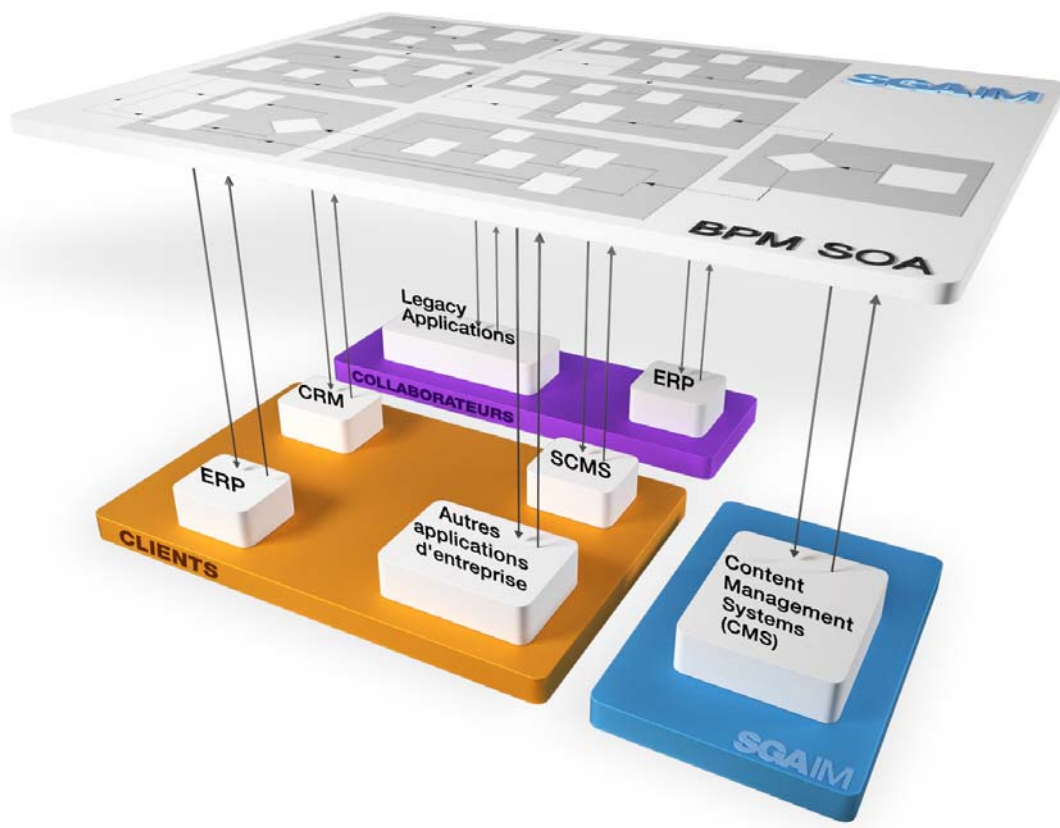 SGAIM
BPM SOA
Legacy
Applications
COLLABORATEURS
ERP
CRM
SCMS
ERP
Autres
applications
d'entreprise
CLIENTS
Content
Management
Systems
(CMS)
SGAIM